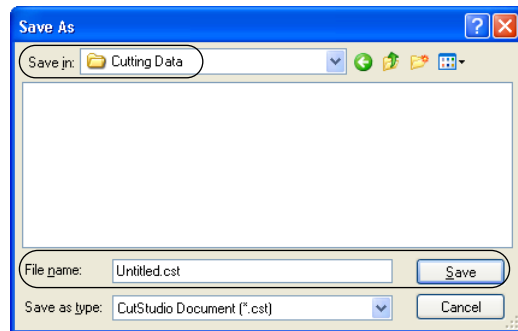 Save As
Save in: Cutting Data
File name: Untitled.cst Save
Save as type: CutStudio Document (*.cst) Cancel